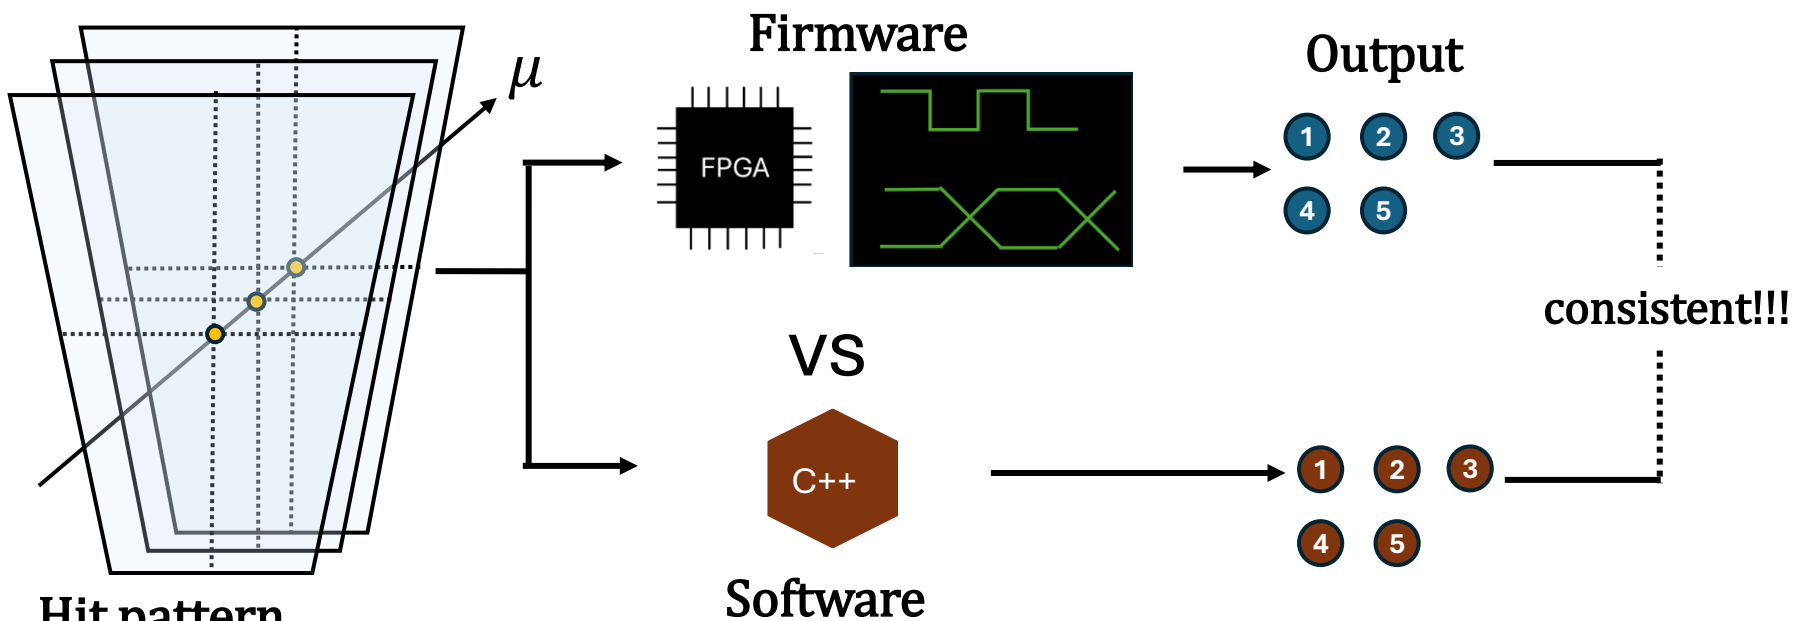 Firmware
Output
μ
FPGA
1 2 3
4 5
consistent!!!
VS
C++
1 2 3
4 5
Software
Hit pattern